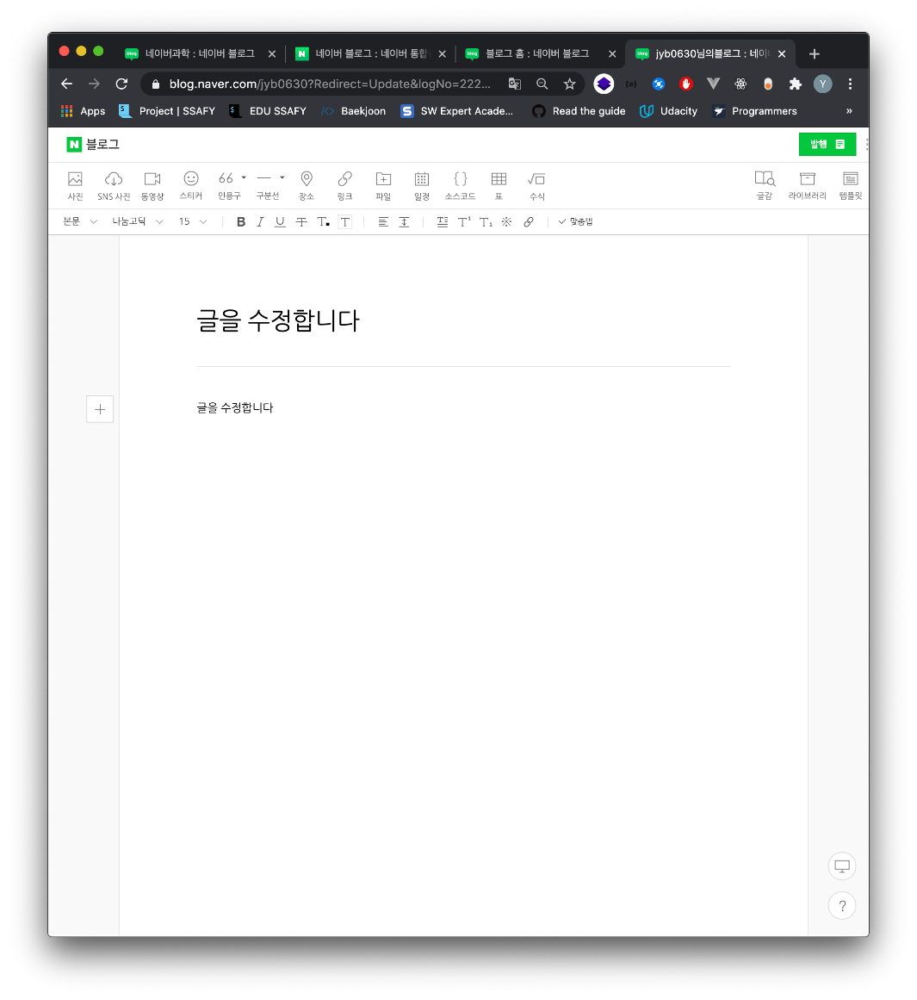 네이버과학 : 네이버 블로그
네이버 블로그 : 네이버 통합
블로그 홈 : 네이버 블로그
jyb0630님의블로그 : 네이
blog.naver.com/jyb0630?Redirect=Update&logNo=222...
Y
Apps
Project | SSAFY
EDU SSAFY
Baekjoon
SW Expert Acade...
Read the guide
Udacity
Programmers
»
N 블로그
발행
사진
SNS 사진
동영상
스티커
인용구
구분선
장소
링크
파일
일정
소스코드
표
수식
글감
라이브러리
템플릿
본문
나눔고딕
15
맞춤법
글을 수정합니다
글을 수정합니다